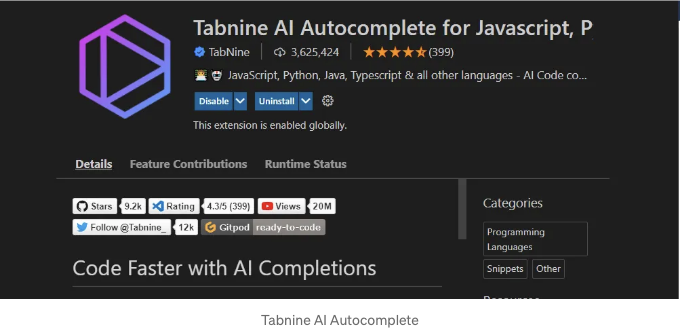 Tabnine AI Autocomplete for Javascript, P
TabNine 3,625,424 (399)
JavaScript, Python, Java, Typescript & all other languages - AI Code co...
Disable Uninstall
This extension is enabled globally.
Details Feature Contributions Runtime Status
Stars 9.2k Rating 4.3/5 (399) Views 20M
Follow @Tabnine_ 12k Gitpod ready-to-code
Code Faster with AI Completions
Categories
Programming
Languages
Snippets Other
Tabnine AI Autocomplete